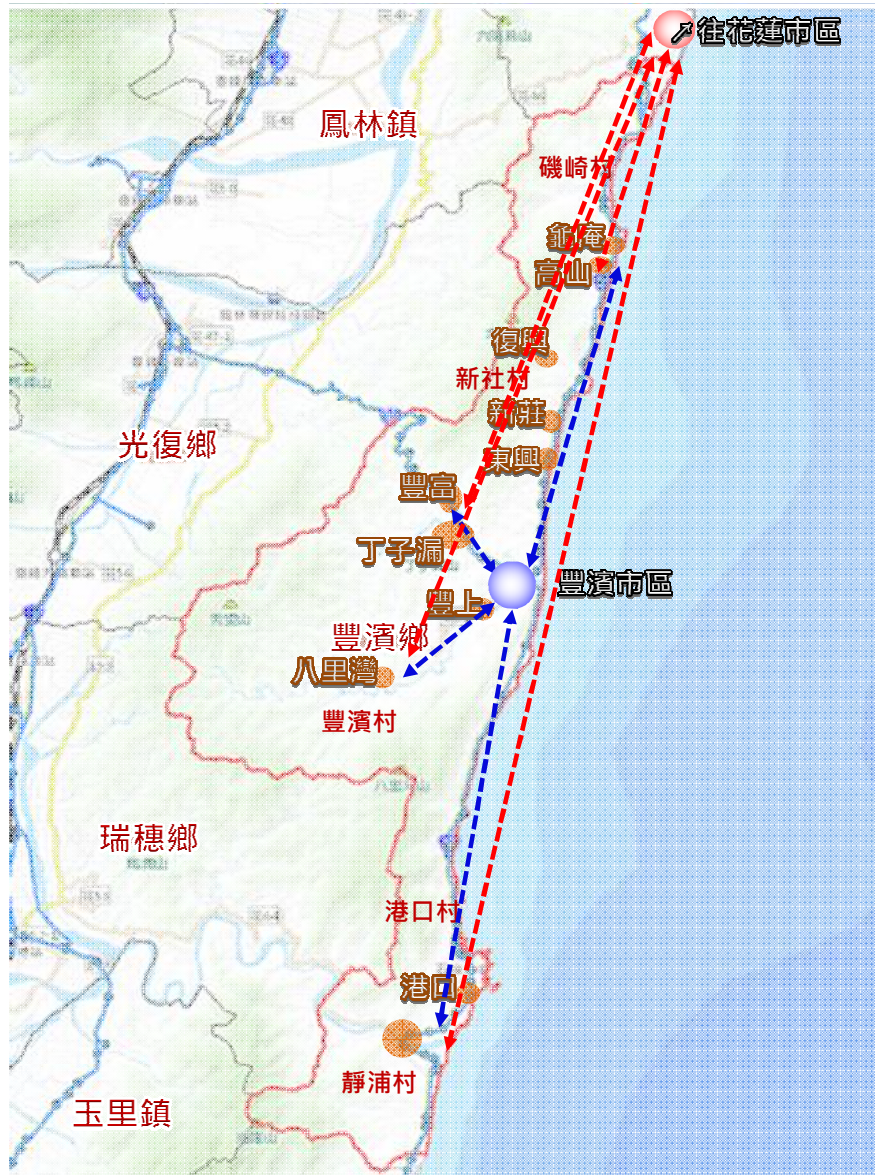 ↗往花蓮市區
鳳林鎮
磯崎村
龜庵
高山
復興
新社村
新莊
光復鄉
東興
豐富
丁子漏
豐濱市區
豐上
豐濱鄉
八里灣
豐濱村
瑞穗鄉
港口村
港口
靜浦村
玉里鎮